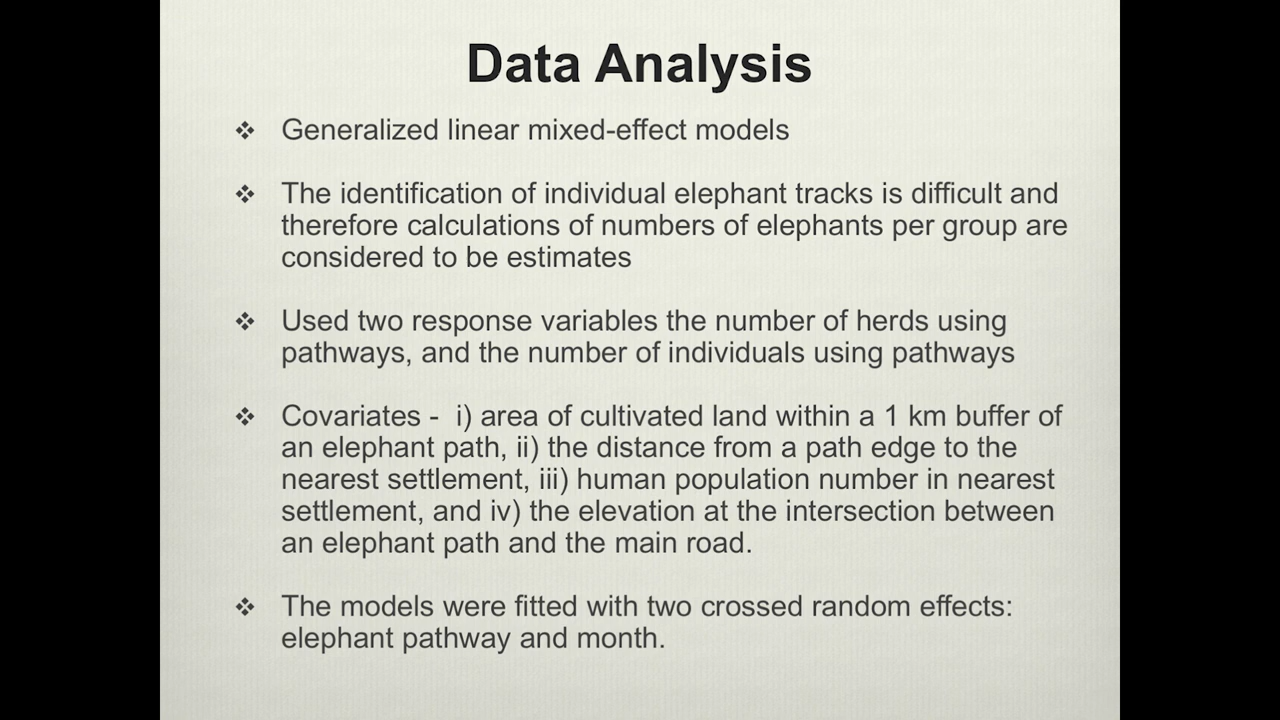 Data Analysis
❖ Generalized linear mixed-effect models
❖ The identification of individual elephant tracks is difficult and
therefore calculations of numbers of elephants per group are
considered to be estimates
❖ Used two response variables the number of herds using
pathways, and the number of individuals using pathways
❖ Covariates - i) area of cultivated land within a 1 km buffer of
an elephant path, ii) the distance from a path edge to the
nearest settlement, iii) human population number in nearest
settlement, and iv) the elevation at the intersection between
an elephant path and the main road.
❖ The models were fitted with two crossed random effects:
elephant pathway and month.